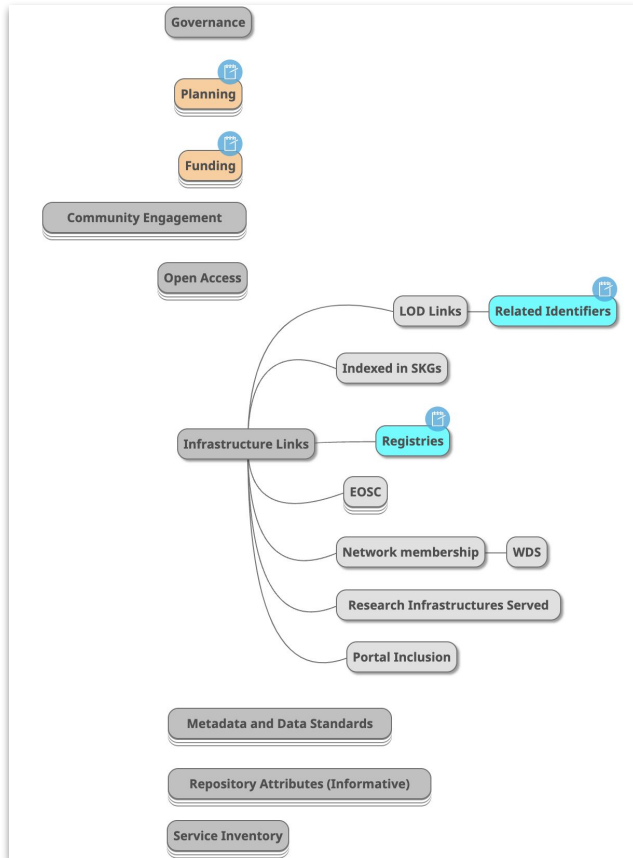 Governance
Planning
Funding
Community Engagement
Open Access
LOD Links
Related Identifiers
Indexed in SKGs
Infrastructure Links
Registries
EOSC
Network membership
WDS
Research Infrastructures Served
Portal Inclusion
Metadata and Data Standards
Repository Attributes (Informative)
Service Inventory